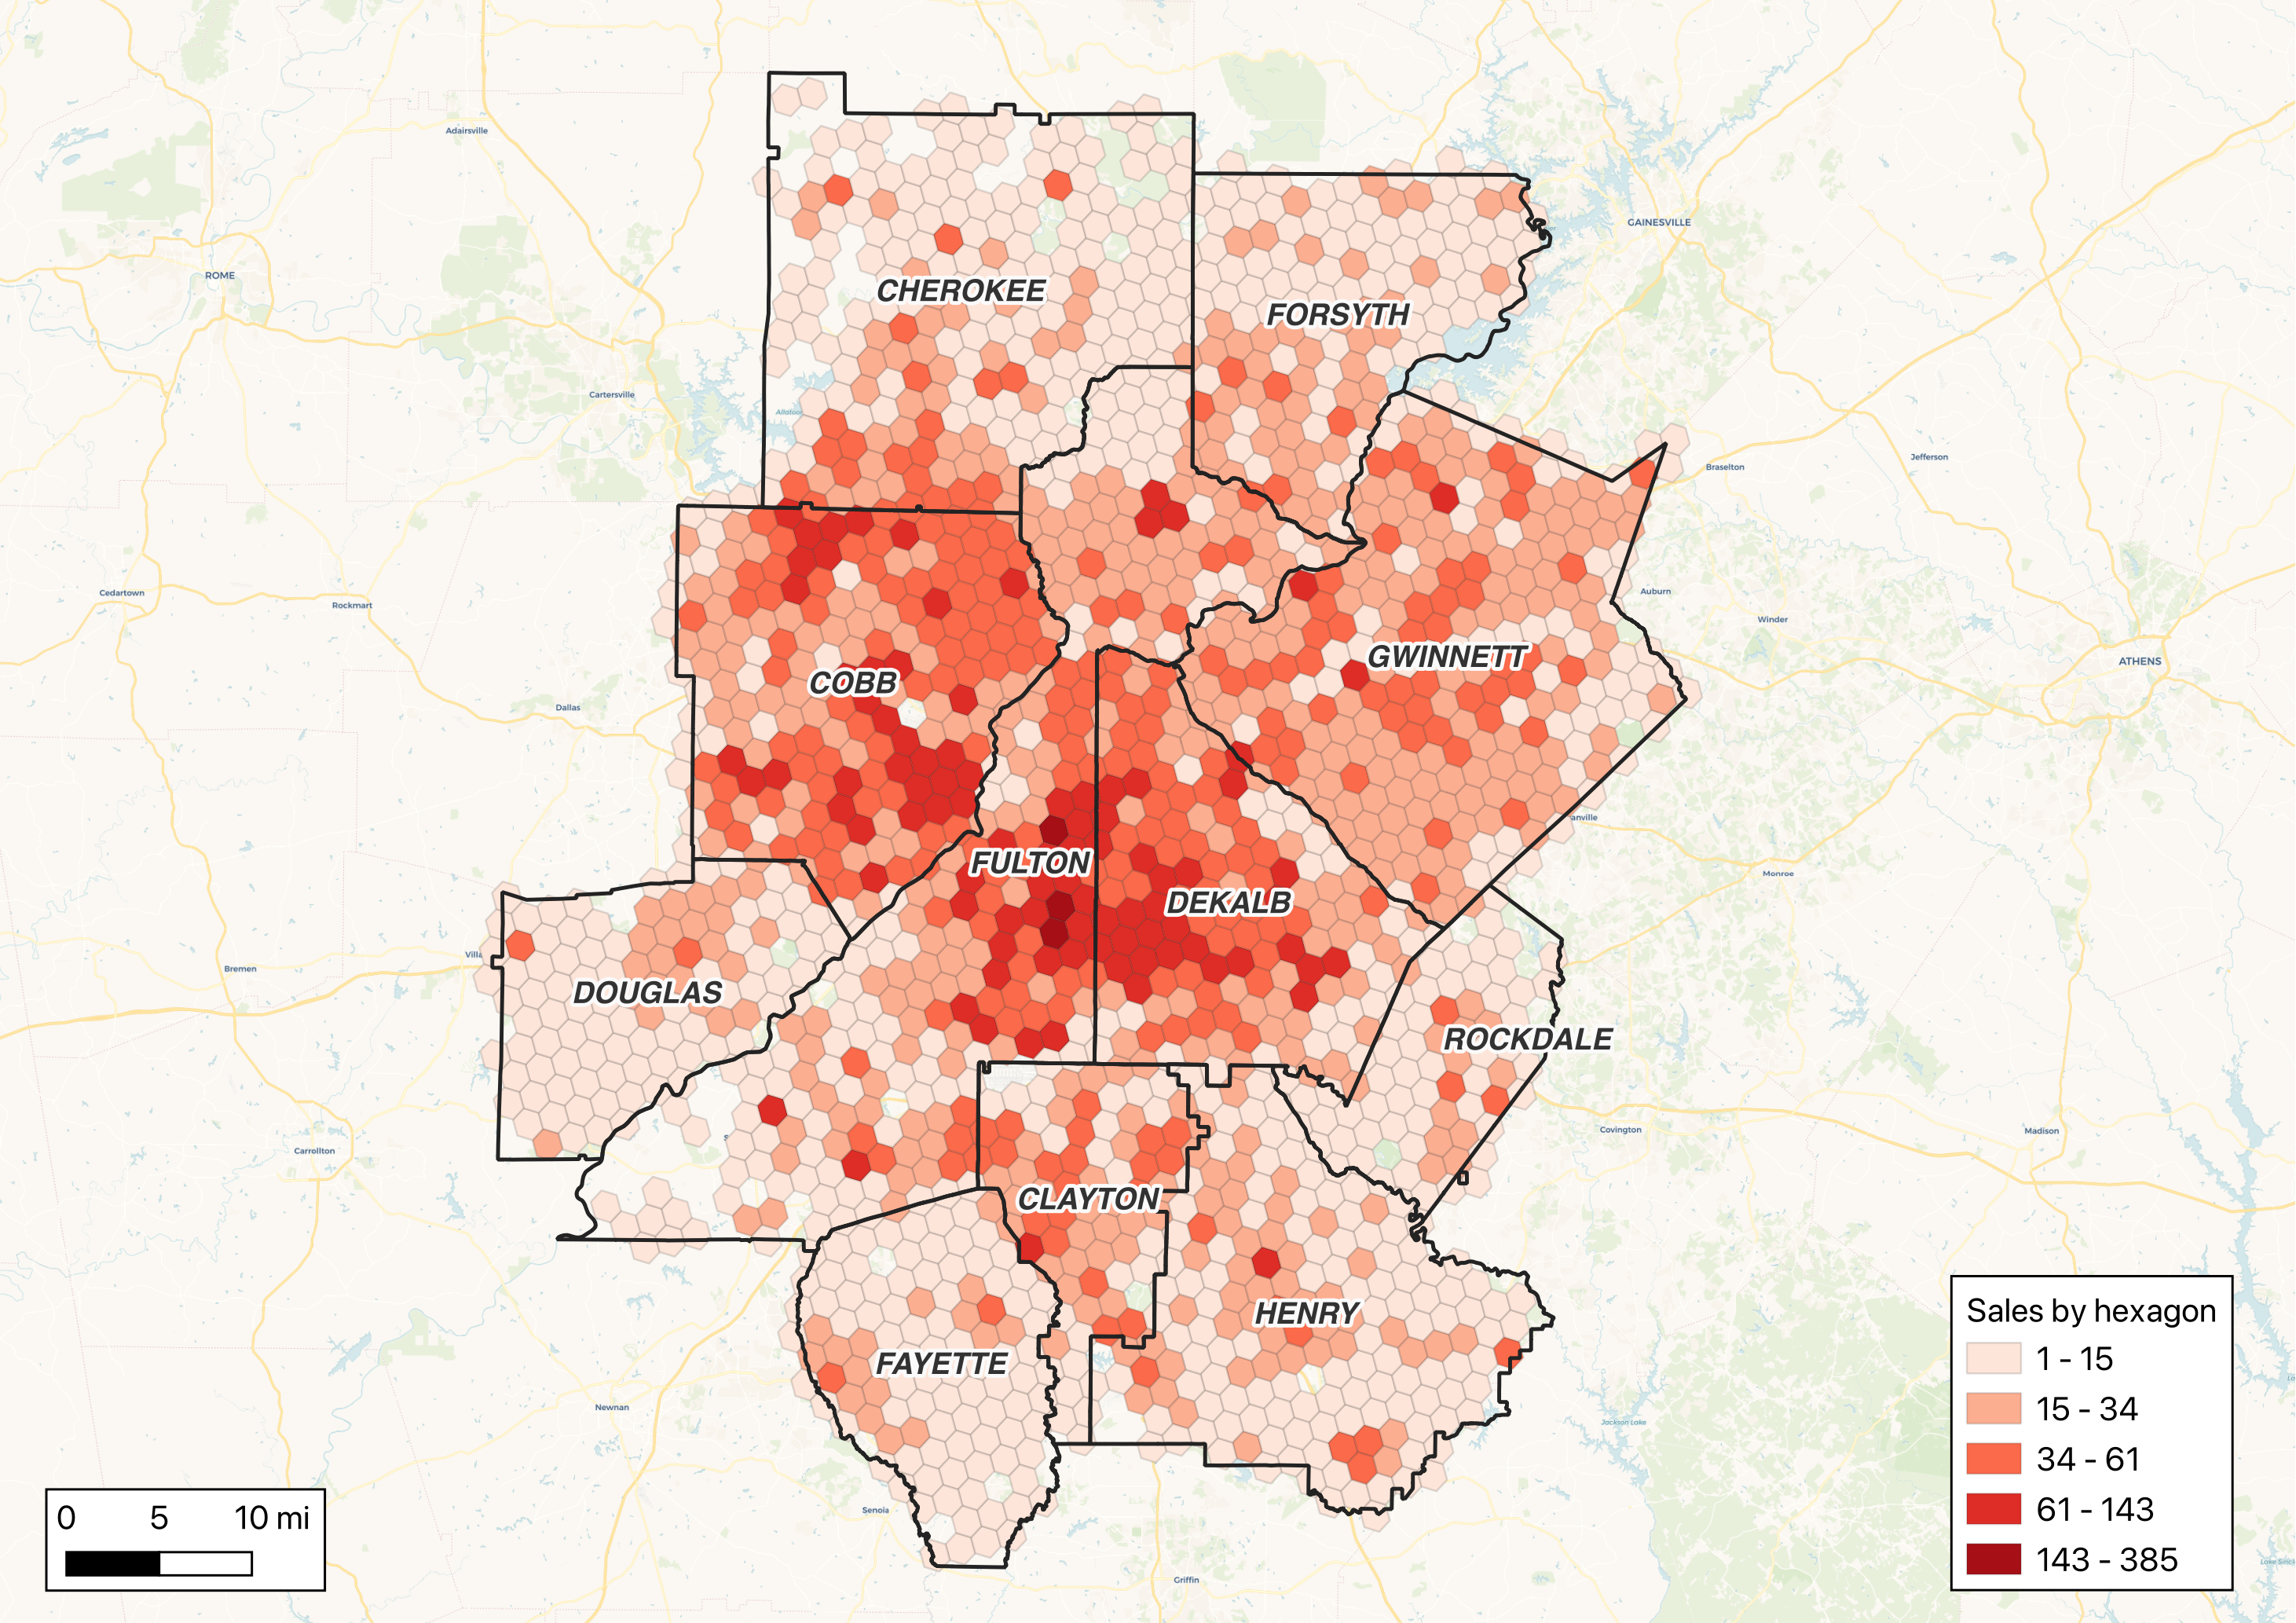 Adairsville
GAINESVILLE
ROME
CHEROKEE
FORSYTH
Cartersville
Braselton
Jefferson
Cedartown
Rockmart
Auburn
Winder
GWINNETT
ATHENS
COBB
Dallas
anville
FULTON
Monroe
DEKALB
Villa
Bremen
DOUGLAS
ROCKDALE
Covington
Madison
Carrollton
CLAYTON
HENRY
FAYETTE
Newnan
Jackson Lake
Senoia
Griffin
Sales by hexagon
1 - 15
15 - 34
34 - 61
61 - 143
143 - 385
0 5 10 mi